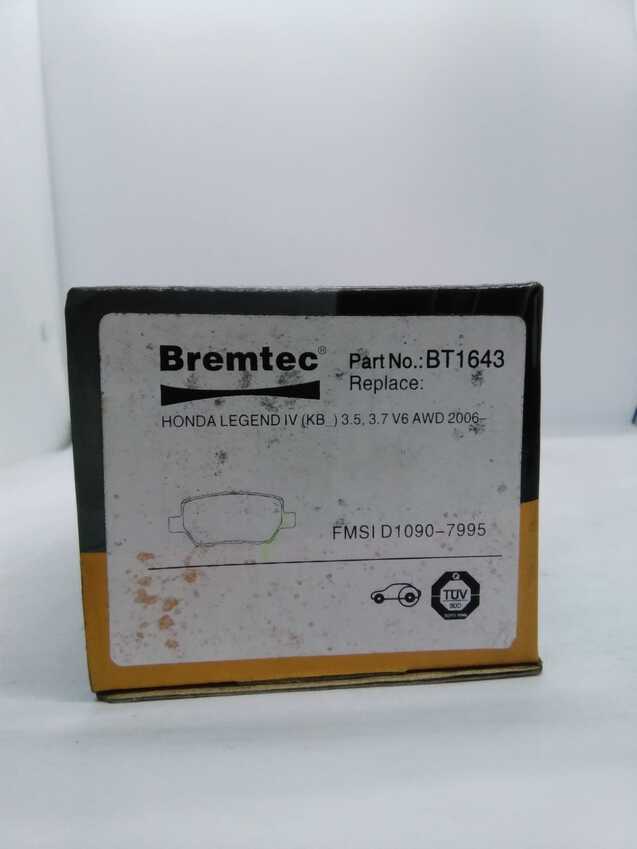 Bremtec®
Part No.: BT1643
Replace:
HONDA LEGEND IV (KB_) 3.5, 3.7 V6 AWD 2006-
FMSI D1090-7995
TÜV